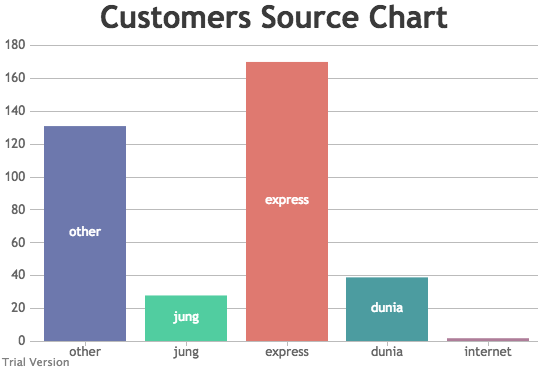 Customers Source Chart
180
160
140
120
100
80
60
40
20
0
other
jung
express
dunia
other
jung
express
dunia
internet
Trial Version